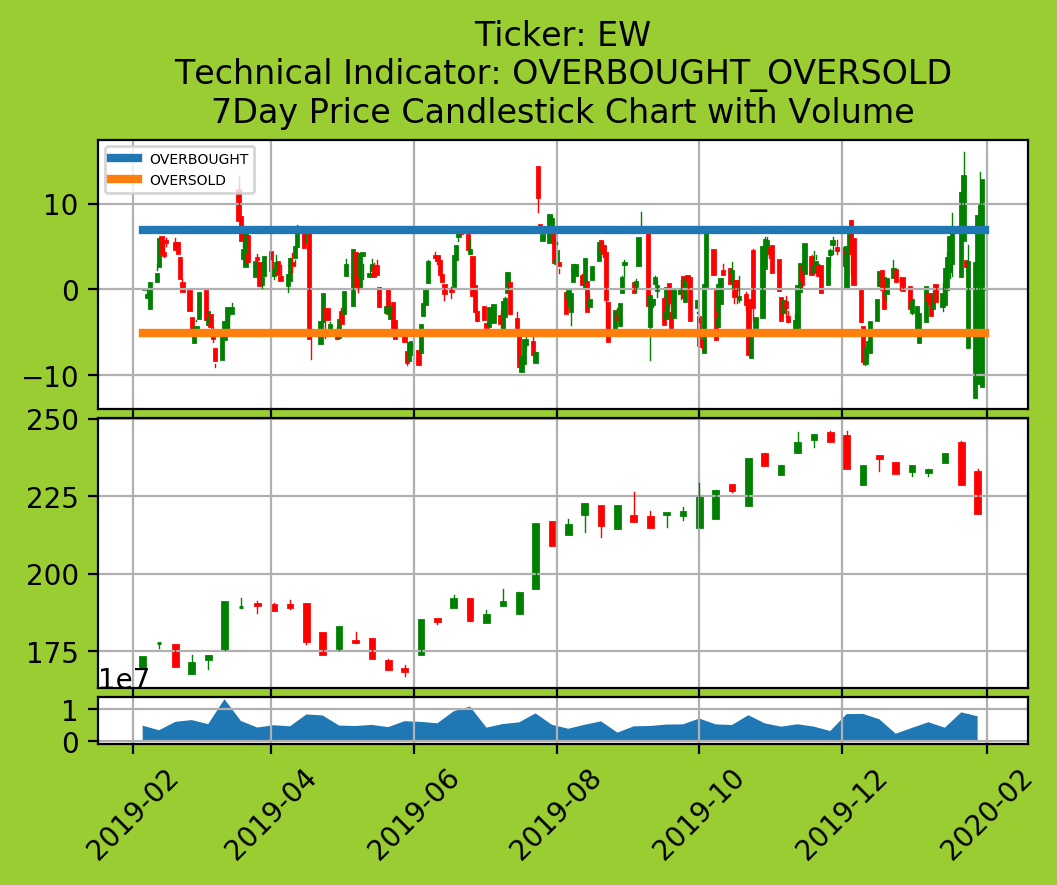 Ticker: EW
Technical Indicator: OVERBOUGHT_OVERSOLD
7Day Price Candlestick Chart with Volume
OVERBOUGHT
OVERSOLD
10
0
−10
250
225
200
175
1e7
1
0
2019-02
2019-04
2019-06
2019-08
2019-10
2019-12
2020-02